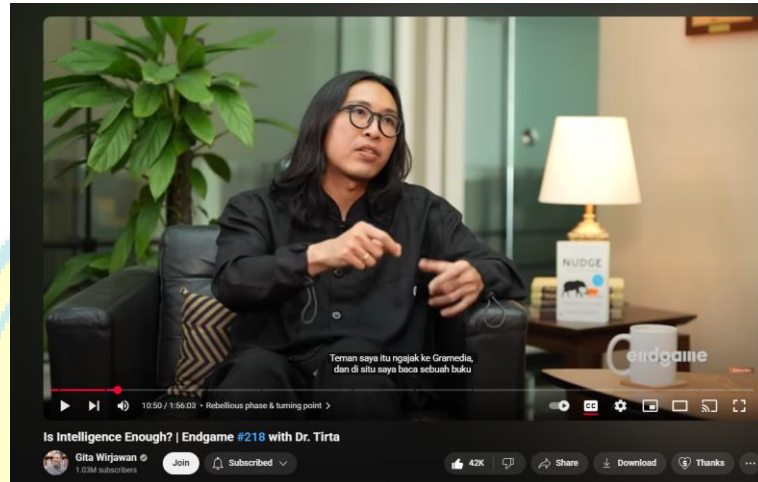 NUDGE
endgame
Teman saya itu ngajak ke Gramedia,
dan di situ saya baca sebuah buku
10:50 / 1:56:03 • Rebellious phase & turning point >
CC
Is Intelligence Enough? | Endgame #218 with Dr. Tirta
Gita Wirjawan
1.03M subscribers
Join
Subscribed
42K
Share
Download
Thanks